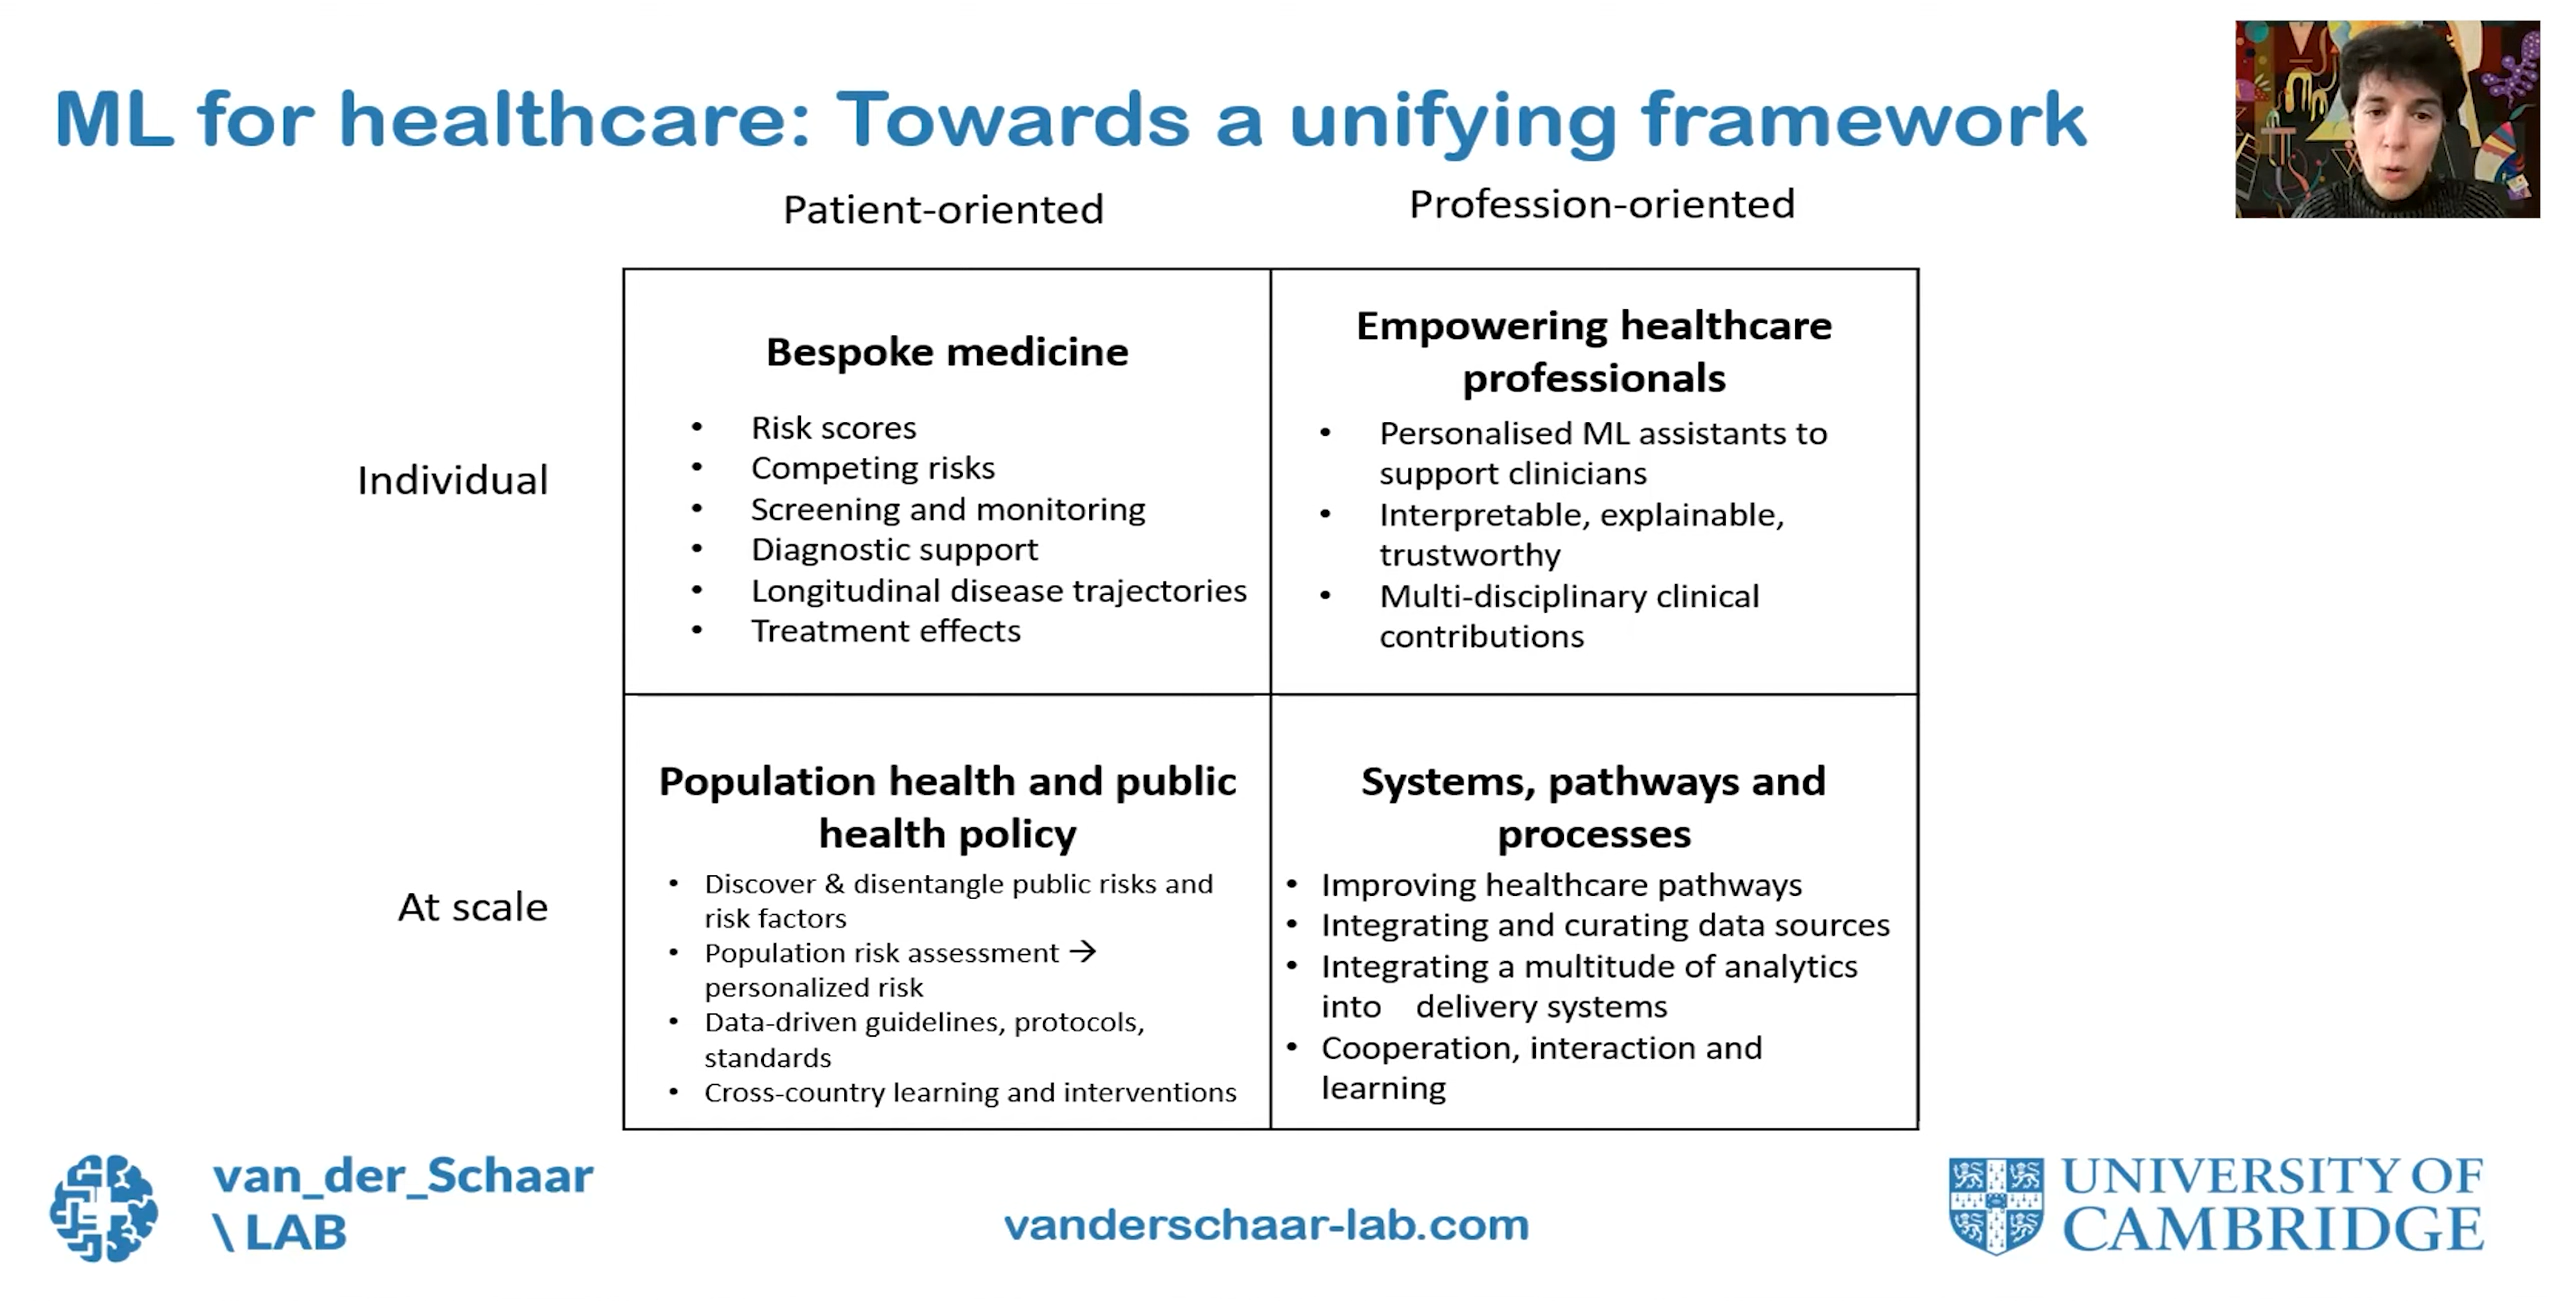 ML for healthcare: Towards a unifying framework
Patient-oriented
Profession-oriented
Individual
Bespoke medicine
• Risk scores
• Competing risks
• Screening and monitoring
• Diagnostic support
• Longitudinal disease trajectories
• Treatment effects
Empowering healthcare
professionals
• Personalised ML assistants to
support clinicians
• Interpretable, explainable,
trustworthy
• Multi-disciplinary clinical
contributions
At scale
Population health and public
health policy
• Discover & disentangle public risks and
risk factors
• Population risk assessment →
personalized risk
• Data-driven guidelines, protocols,
standards
• Cross-country learning and interventions
Systems, pathways and
processes
• Improving healthcare pathways
• Integrating and curating data sources
• Integrating a multitude of analytics
into delivery systems
• Cooperation, interaction and
learning
van_der_Schaar
\ LAB
vanderschaar-lab.com
UNIVERSITY OF
CAMBRIDGE